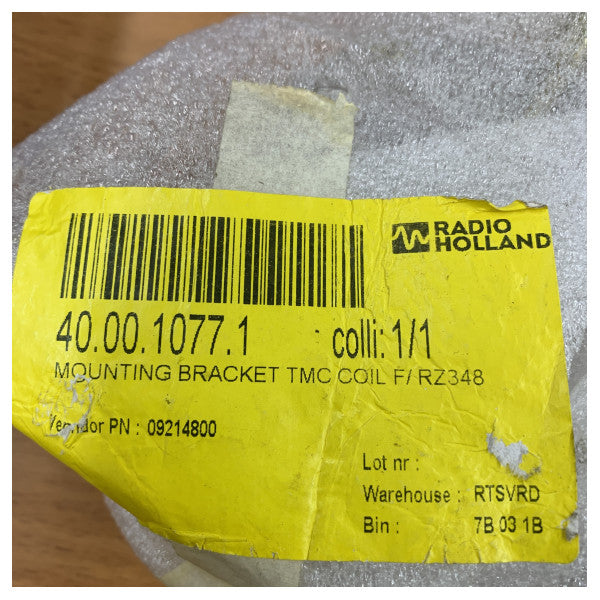 RADIO
HOLLAND
40.00.1077.1 colli: 1/1
MOUNTING BRACKET TMC COIL F/ RZ348
PN : 09214800
Lot nr :
Warehouse : RTSVRD
Bin : 7B 03 1B